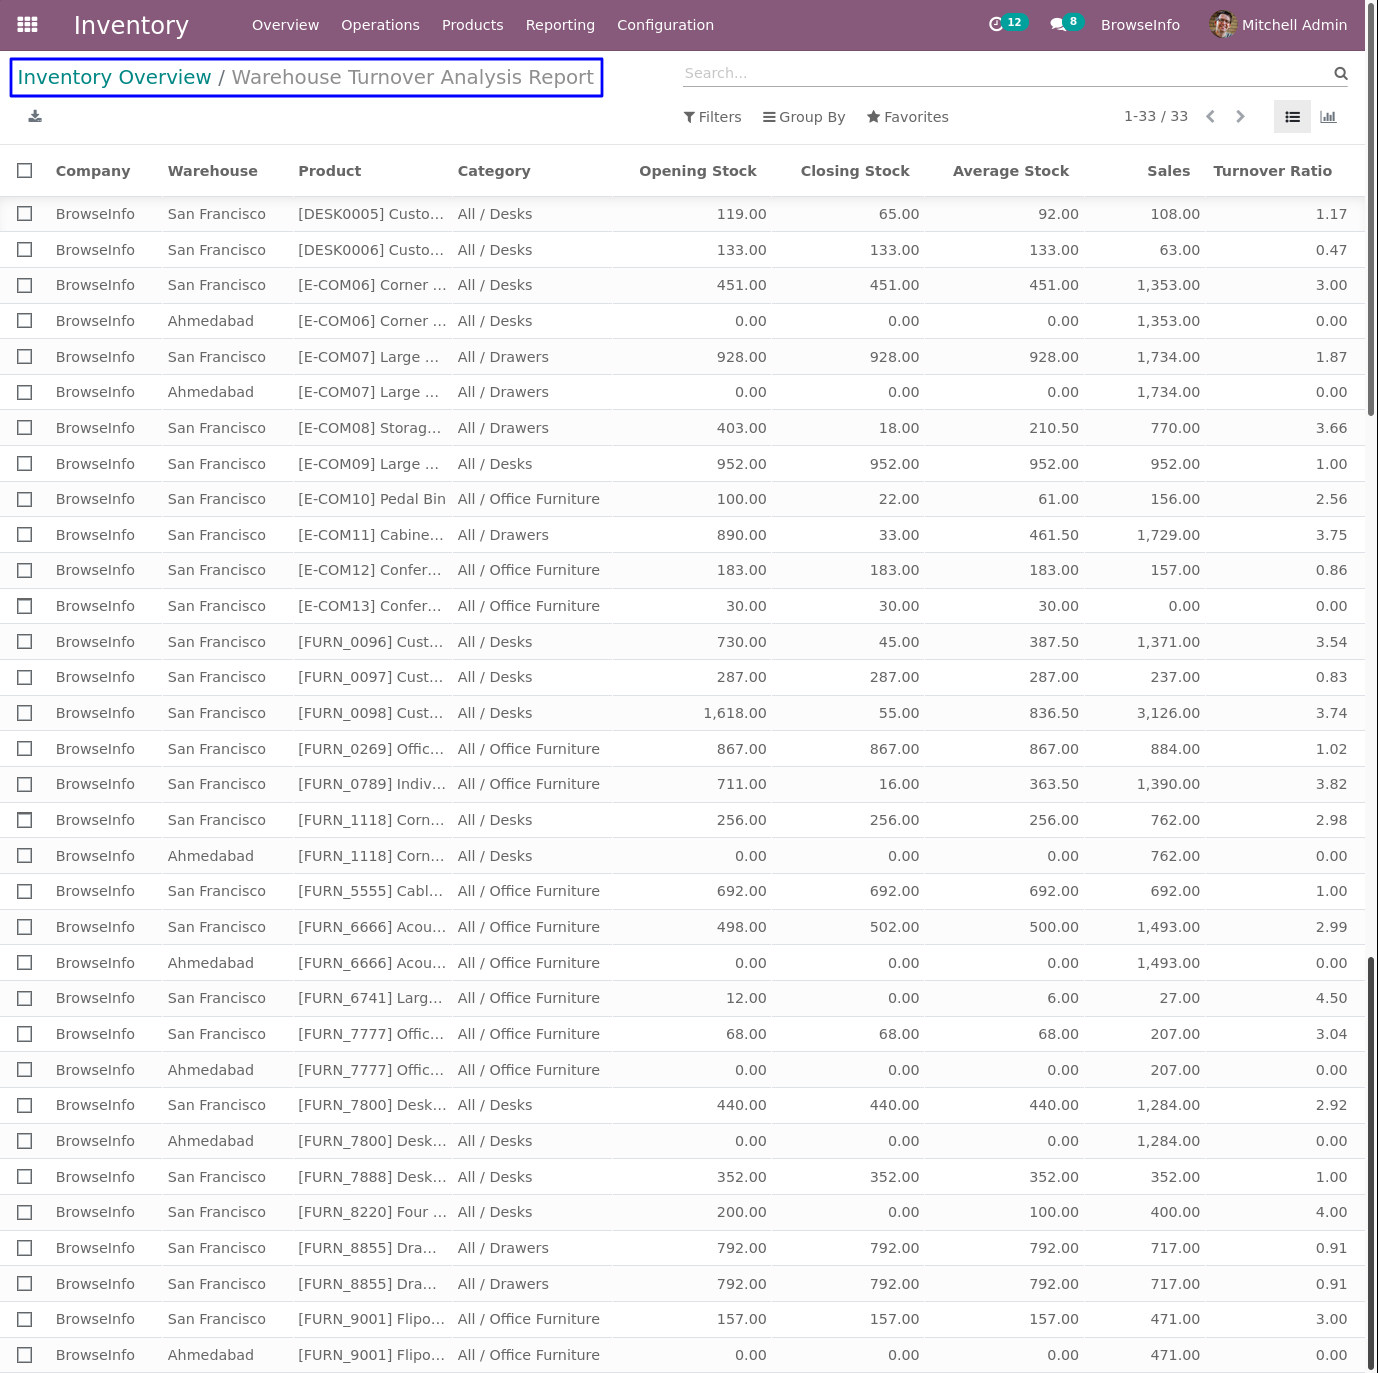 Inventory Overview Operations Products Reporting Configuration 12 8 BrowseInfo Mitchell Admin
Inventory Overview / Warehouse Turnover Analysis Report Search...
Filters Group By Favorites 1-33 / 33
Company Warehouse Product Category Opening Stock Closing Stock Average Stock Sales Turnover Ratio
BrowseInfo San Francisco [DESK0005] Custo... All / Desks 119.00 65.00 92.00 108.00 1.17
BrowseInfo San Francisco [DESK0006] Custo... All / Desks 133.00 133.00 133.00 63.00 0.47
BrowseInfo San Francisco [E-COM06] Corner ... All / Desks 451.00 451.00 451.00 1,353.00 3.00
BrowseInfo Ahmedabad [E-COM06] Corner ... All / Desks 0.00 0.00 0.00 1,353.00 0.00
BrowseInfo San Francisco [E-COM07] Large ... All / Drawers 928.00 928.00 928.00 1,734.00 1.87
BrowseInfo Ahmedabad [E-COM07] Large ... All / Drawers 0.00 0.00 0.00 1,734.00 0.00
BrowseInfo San Francisco [E-COM08] Storag... All / Drawers 403.00 18.00 210.50 770.00 3.66
BrowseInfo San Francisco [E-COM09] Large ... All / Desks 952.00 952.00 952.00 952.00 1.00
BrowseInfo San Francisco [E-COM10] Pedal Bin All / Office Furniture 100.00 22.00 61.00 156.00 2.56
BrowseInfo San Francisco [E-COM11] Cabine... All / Drawers 890.00 33.00 461.50 1,729.00 3.75
BrowseInfo San Francisco [E-COM12] Confer... All / Office Furniture 183.00 183.00 183.00 157.00 0.86
BrowseInfo San Francisco [E-COM13] Confer... All / Office Furniture 30.00 30.00 30.00 0.00 0.00
BrowseInfo San Francisco [FURN_0096] Cust... All / Desks 730.00 45.00 387.50 1,371.00 3.54
BrowseInfo San Francisco [FURN_0097] Cust... All / Desks 287.00 287.00 287.00 237.00 0.83
BrowseInfo San Francisco [FURN_0098] Cust... All / Desks 1,618.00 55.00 836.50 3,126.00 3.74
BrowseInfo San Francisco [FURN_0269] Offic... All / Office Furniture 867.00 867.00 867.00 884.00 1.02
BrowseInfo San Francisco [FURN_0789] Indiv... All / Office Furniture 711.00 16.00 363.50 1,390.00 3.82
BrowseInfo San Francisco [FURN_1118] Corn... All / Desks 256.00 256.00 256.00 762.00 2.98
BrowseInfo Ahmedabad [FURN_1118] Corn... All / Desks 0.00 0.00 0.00 762.00 0.00
BrowseInfo San Francisco [FURN_5555] Cabl... All / Office Furniture 692.00 692.00 692.00 692.00 1.00
BrowseInfo San Francisco [FURN_6666] Acou... All / Office Furniture 498.00 502.00 500.00 1,493.00 2.99
BrowseInfo Ahmedabad [FURN_6666] Acou... All / Office Furniture 0.00 0.00 0.00 1,493.00 0.00
BrowseInfo San Francisco [FURN_6741] Larg... All / Office Furniture 12.00 0.00 6.00 27.00 4.50
BrowseInfo San Francisco [FURN_7777] Offic... All / Office Furniture 68.00 68.00 68.00 207.00 3.04
BrowseInfo Ahmedabad [FURN_7777] Offic... All / Office Furniture 0.00 0.00 0.00 207.00 0.00
BrowseInfo San Francisco [FURN_7800] Desk... All / Desks 440.00 440.00 440.00 1,284.00 2.92
BrowseInfo Ahmedabad [FURN_7800] Desk... All / Desks 0.00 0.00 0.00 1,284.00 0.00
BrowseInfo San Francisco [FURN_7888] Desk... All / Desks 352.00 352.00 352.00 352.00 1.00
BrowseInfo San Francisco [FURN_8220] Four ... All / Desks 200.00 0.00 100.00 400.00 4.00
BrowseInfo San Francisco [FURN_8855] Dra... All / Drawers 792.00 792.00 792.00 717.00 0.91
BrowseInfo San Francisco [FURN_8855] Dra... All / Drawers 792.00 792.00 792.00 717.00 0.91
BrowseInfo San Francisco [FURN_9001] Flipo... All / Office Furniture 157.00 157.00 157.00 471.00 3.00
BrowseInfo Ahmedabad [FURN_9001] Flipo... All / Office Furniture 0.00 0.00 0.00 471.00 0.00